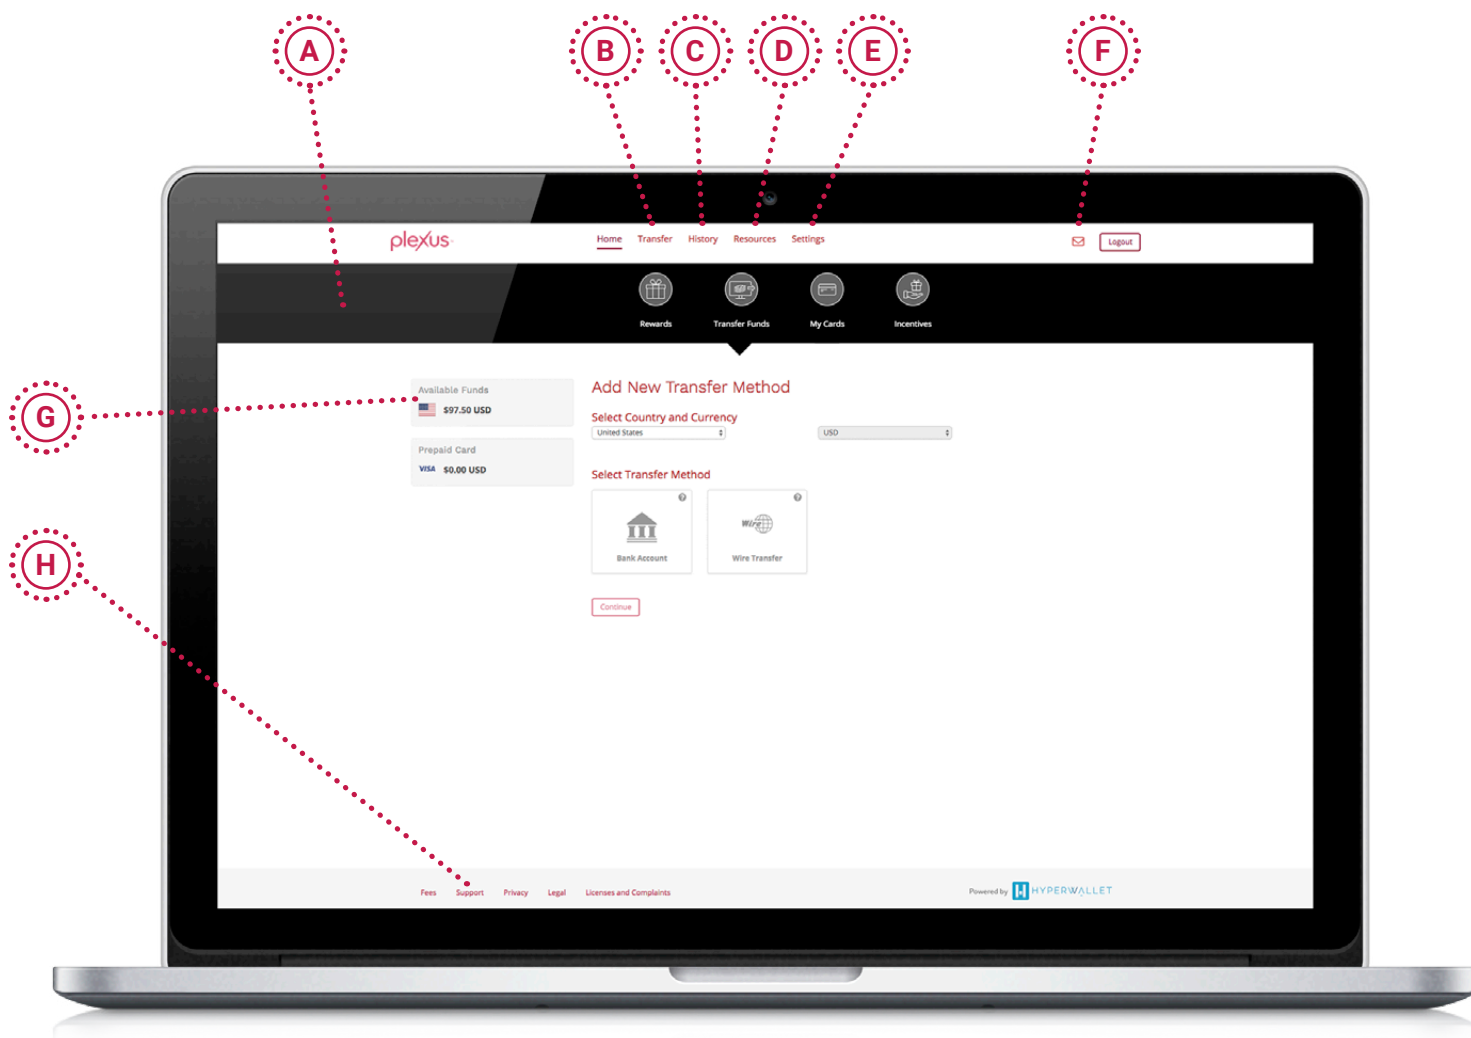 A B C D E F
plexus
Home Transfer History Resources Settings
Logout
Rewards Transfer Funds My Cards Incentives
G
Available Funds
$97.50 USD
Prepaid Card
VISA $0.00 USD
Add New Transfer Method
Select Country and Currency
United States USD
Select Transfer Method
? ?
Wire
Bank Account Wire Transfer
Continue
H
Fees Support Privacy Legal Licenses and Complaints
Powered by H HYPERWALLET